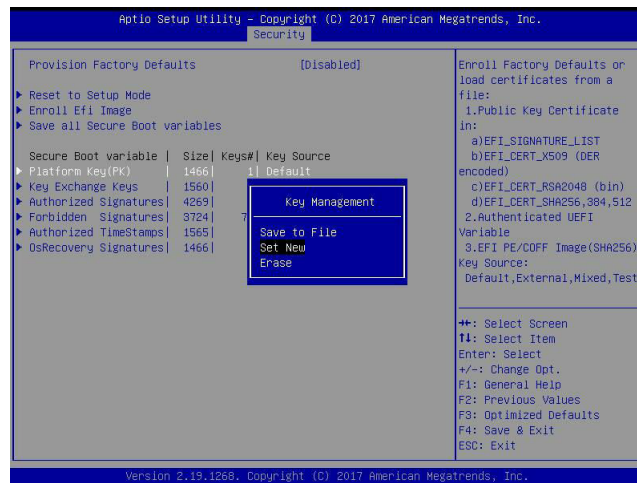 Aptio Setup Utility – Copyright (C) 2017 American Megatrends, Inc.
Security
Provision Factory Defaults [Disabled]
Reset to Setup Mode
Enroll Efi Image
Save all Secure Boot variables
Secure Boot variable | Size| Keys#| Key Source
Platform Key(PK) | 1466| 1| Default
Key Exchange Keys | 1560|
Authorized Signatures| 4269|
Forbidden Signatures| 3724| 7
Authorized TimeStamps| 1565|
OsRecovery Signatures| 1466|
Key Management
Save to File
Set New
Erase
Enroll Factory Defaults or
load certificates from a
file:
1.Public Key Certificate
in:
a)EFI_SIGNATURE_LIST
b)EFI_CERT_X509 (DER
encoded)
c)EFI_CERT_RSA2048 (bin)
d)EFI_CERT_SHA256,384,512
2.Authenticated UEFI
Variable
3.EFI PE/COFF Image(SHA256)
Key Source:
Default,External,Mixed,Test
→←: Select Screen
↑↓: Select Item
Enter: Select
+/-: Change Opt.
F1: General Help
F2: Previous Values
F3: Optimized Defaults
F4: Save & Exit
ESC: Exit
Version 2.19.1268. Copyright (C) 2017 American Megatrends, Inc.